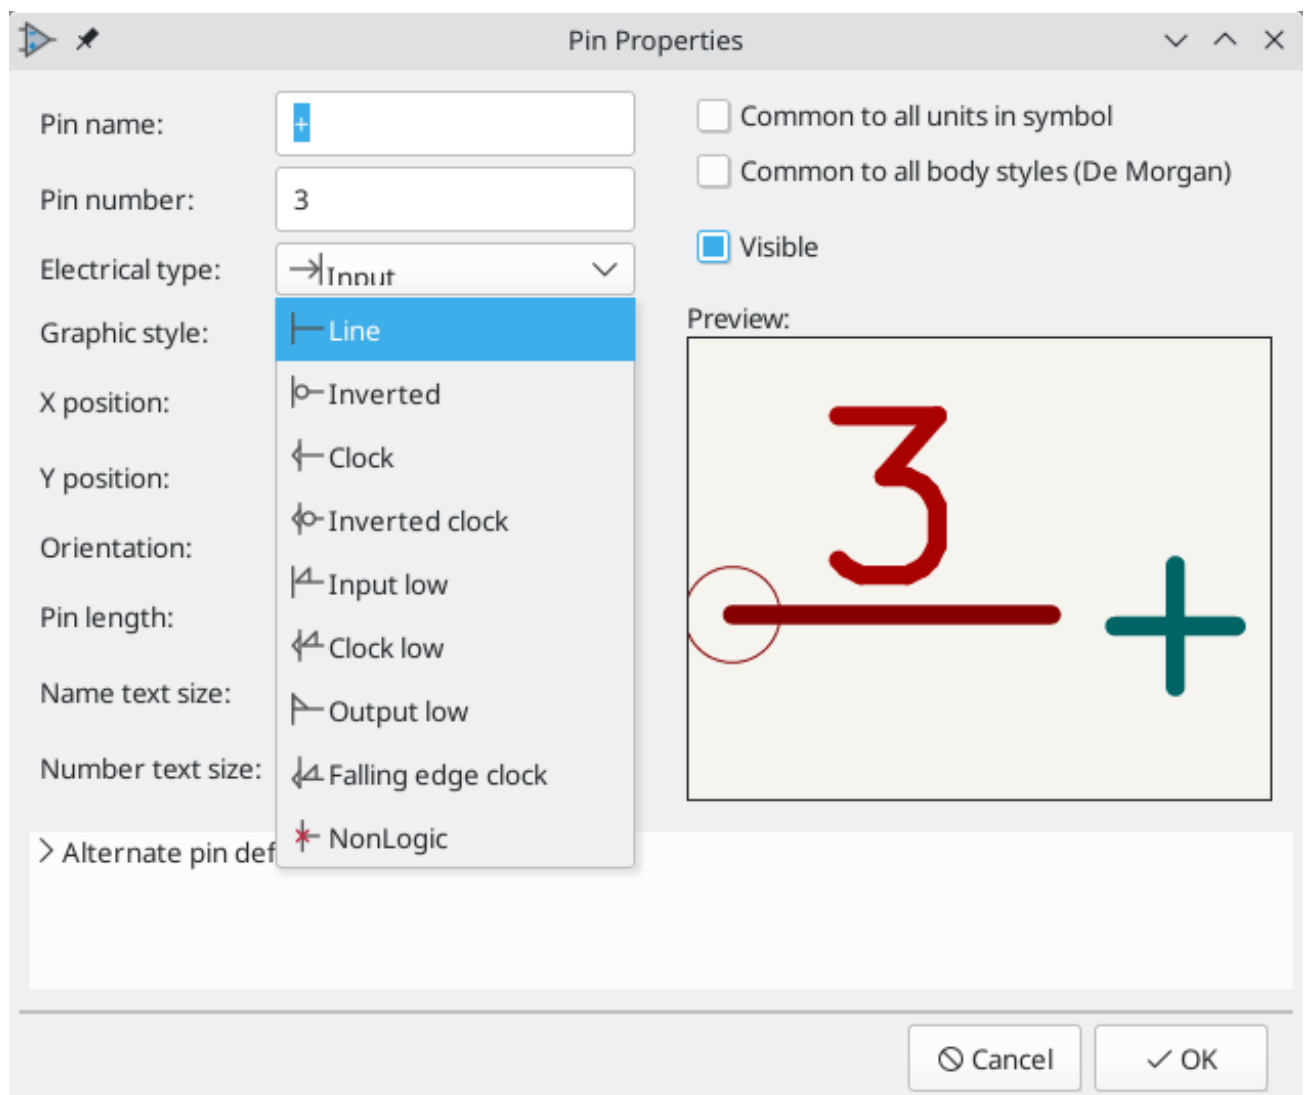 Pin Properties
Pin name: +
Common to all units in symbol
Pin number: 3
Common to all body styles (De Morgan)
Electrical type: Input
Visible
Graphic style:
Line
Preview:
X position:
Inverted
Clock
Y position:
Inverted clock
Orientation:
Input low
Pin length:
Clock low
Name text size:
Output low
Number text size:
Falling edge clock
NonLogic
3
+
Alternate pin def
Cancel
OK